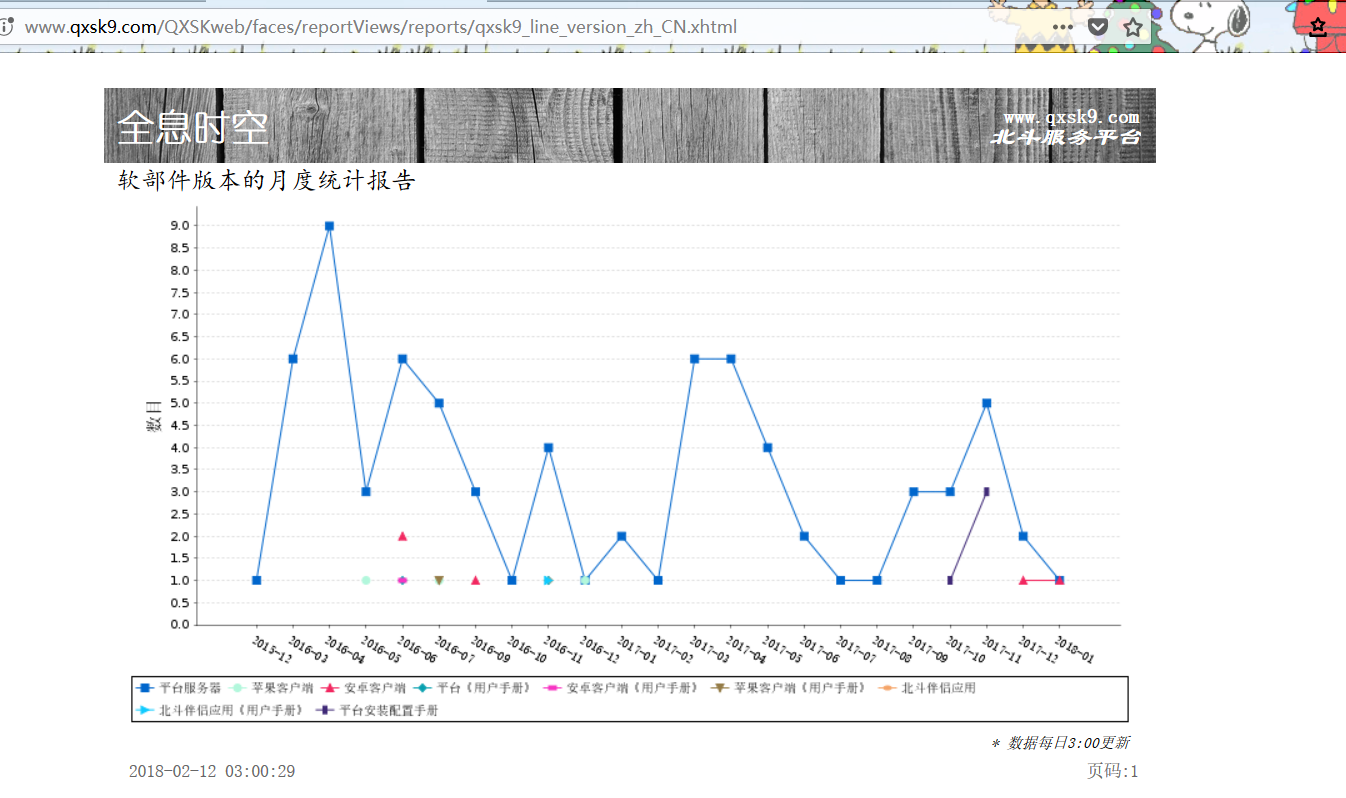 www.qxsk9.com/QXSKweb/faces/reportViews/reports/qxsk9_line_version_zh_CN.xhtml
全息时空
www.qxsk9.com
北斗服务平台
软部件版本的月度统计报告
9.0
8.5
8.0
7.5
7.0
6.5
6.0
5.5
5.0
4.5
4.0
3.5
3.0
2.5
2.0
1.5
1.0
0.5
0.0
数目
2015-12 2016-03 2016-04 2016-05 2016-06 2016-07 2016-09 2016-10 2016-11 2016-12 2017-01 2017-02 2017-03 2017-04 2017-05 2017-06 2017-07 2017-08 2017-09 2017-10 2017-11 2017-12 2018-01
平台服务器 苹果客户端 安卓客户端 平台《用户手册》 安卓客户端《用户手册》 苹果客户端《用户手册》 北斗伴侣应用
北斗伴侣应用《用户手册》 平台安装配置手册
* 数据每日3:00更新
2018-02-12 03:00:29 页码:1